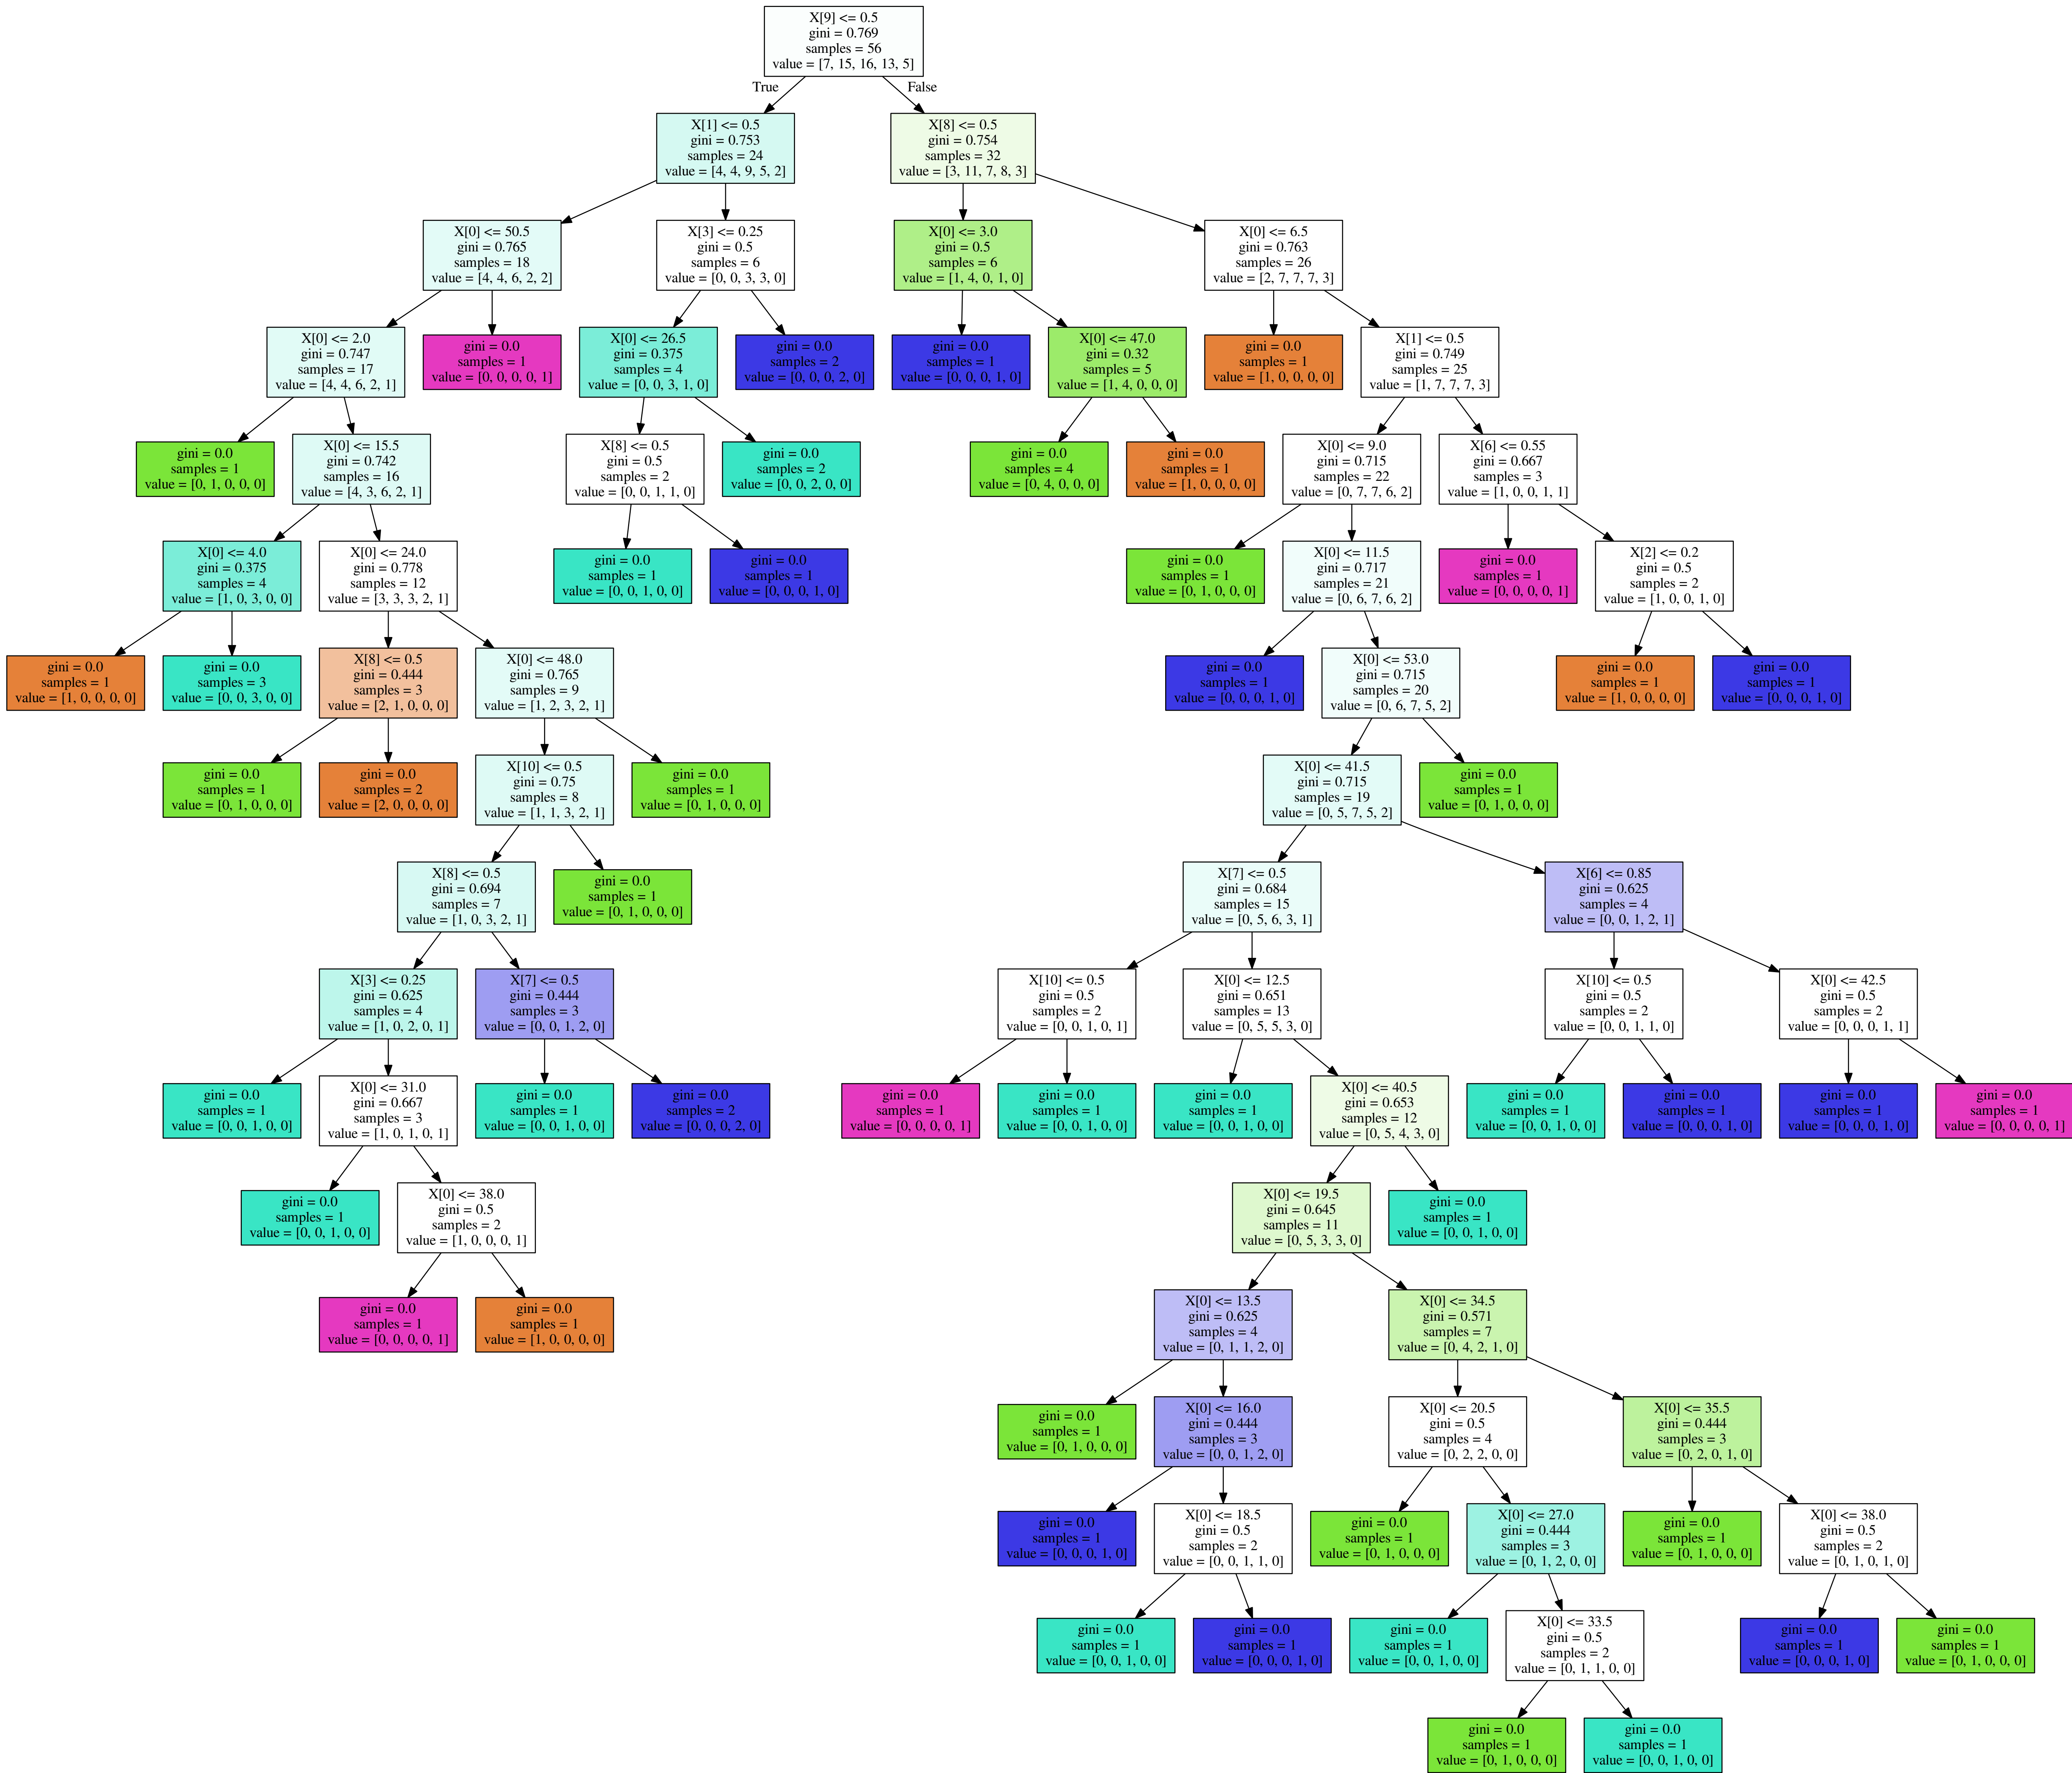 X[9] <= 0.5
gini = 0.769
samples = 56
value = [7, 15, 16, 13, 5]
True
False
X[1] <= 0.5
gini = 0.753
samples = 24
value = [4, 4, 9, 5, 2]
X[8] <= 0.5
gini = 0.754
samples = 32
value = [3, 11, 7, 8, 3]
X[0] <= 50.5
gini = 0.765
samples = 18
value = [4, 4, 6, 2, 2]
X[3] <= 0.25
gini = 0.5
samples = 6
value = [0, 0, 3, 3, 0]
X[0] <= 3.0
gini = 0.5
samples = 6
value = [1, 4, 0, 1, 0]
X[0] <= 6.5
gini = 0.763
samples = 26
value = [2, 7, 7, 7, 3]
X[0] <= 2.0
gini = 0.747
samples = 17
value = [4, 4, 6, 2, 1]
gini = 0.0
samples = 1
value = [0, 0, 0, 0, 1]
X[0] <= 26.5
gini = 0.375
samples = 4
value = [0, 0, 3, 1, 0]
gini = 0.0
samples = 2
value = [0, 0, 0, 2, 0]
gini = 0.0
samples = 1
value = [0, 0, 0, 1, 0]
X[0] <= 47.0
gini = 0.32
samples = 5
value = [1, 4, 0, 0, 0]
gini = 0.0
samples = 1
value = [1, 0, 0, 0, 0]
X[1] <= 0.5
gini = 0.749
samples = 25
value = [1, 7, 7, 7, 3]
gini = 0.0
samples = 1
value = [0, 1, 0, 0, 0]
X[0] <= 15.5
gini = 0.742
samples = 16
value = [4, 3, 6, 2, 1]
X[8] <= 0.5
gini = 0.5
samples = 2
value = [0, 0, 1, 1, 0]
gini = 0.0
samples = 2
value = [0, 0, 2, 0, 0]
gini = 0.0
samples = 4
value = [0, 4, 0, 0, 0]
gini = 0.0
samples = 1
value = [1, 0, 0, 0, 0]
X[0] <= 9.0
gini = 0.715
samples = 22
value = [0, 7, 7, 6, 2]
X[6] <= 0.55
gini = 0.667
samples = 3
value = [1, 0, 0, 1, 1]
X[0] <= 4.0
gini = 0.375
samples = 4
value = [1, 0, 3, 0, 0]
X[0] <= 24.0
gini = 0.778
samples = 12
value = [3, 3, 3, 2, 1]
gini = 0.0
samples = 1
value = [0, 0, 1, 0, 0]
gini = 0.0
samples = 1
value = [0, 0, 0, 1, 0]
gini = 0.0
samples = 1
value = [0, 1, 0, 0, 0]
X[0] <= 11.5
gini = 0.717
samples = 21
value = [0, 6, 7, 6, 2]
gini = 0.0
samples = 1
value = [0, 0, 0, 0, 1]
X[2] <= 0.2
gini = 0.5
samples = 2
value = [1, 0, 0, 1, 0]
gini = 0.0
samples = 1
value = [1, 0, 0, 0, 0]
gini = 0.0
samples = 3
value = [0, 0, 3, 0, 0]
X[8] <= 0.5
gini = 0.444
samples = 3
value = [2, 1, 0, 0, 0]
X[0] <= 48.0
gini = 0.765
samples = 9
value = [1, 2, 3, 2, 1]
gini = 0.0
samples = 1
value = [0, 0, 0, 1, 0]
X[0] <= 53.0
gini = 0.715
samples = 20
value = [0, 6, 7, 5, 2]
gini = 0.0
samples = 1
value = [1, 0, 0, 0, 0]
gini = 0.0
samples = 1
value = [0, 0, 0, 1, 0]
gini = 0.0
samples = 1
value = [0, 1, 0, 0, 0]
gini = 0.0
samples = 2
value = [2, 0, 0, 0, 0]
X[10] <= 0.5
gini = 0.75
samples = 8
value = [1, 1, 3, 2, 1]
gini = 0.0
samples = 1
value = [0, 1, 0, 0, 0]
X[0] <= 41.5
gini = 0.715
samples = 19
value = [0, 5, 7, 5, 2]
gini = 0.0
samples = 1
value = [0, 1, 0, 0, 0]
X[8] <= 0.5
gini = 0.694
samples = 7
value = [1, 0, 3, 2, 1]
gini = 0.0
samples = 1
value = [0, 1, 0, 0, 0]
X[7] <= 0.5
gini = 0.684
samples = 15
value = [0, 5, 6, 3, 1]
X[6] <= 0.85
gini = 0.625
samples = 4
value = [0, 0, 1, 2, 1]
X[3] <= 0.25
gini = 0.625
samples = 4
value = [1, 0, 2, 0, 1]
X[7] <= 0.5
gini = 0.444
samples = 3
value = [0, 0, 1, 2, 0]
X[10] <= 0.5
gini = 0.5
samples = 2
value = [0, 0, 1, 0, 1]
X[0] <= 12.5
gini = 0.651
samples = 13
value = [0, 5, 5, 3, 0]
X[10] <= 0.5
gini = 0.5
samples = 2
value = [0, 0, 1, 1, 0]
X[0] <= 42.5
gini = 0.5
samples = 2
value = [0, 0, 0, 1, 1]
gini = 0.0
samples = 1
value = [0, 0, 1, 0, 0]
X[0] <= 31.0
gini = 0.667
samples = 3
value = [1, 0, 1, 0, 1]
gini = 0.0
samples = 1
value = [0, 0, 1, 0, 0]
gini = 0.0
samples = 2
value = [0, 0, 0, 2, 0]
gini = 0.0
samples = 1
value = [0, 0, 0, 0, 1]
gini = 0.0
samples = 1
value = [0, 0, 1, 0, 0]
gini = 0.0
samples = 1
value = [0, 0, 1, 0, 0]
X[0] <= 40.5
gini = 0.653
samples = 12
value = [0, 5, 4, 3, 0]
gini = 0.0
samples = 1
value = [0, 0, 1, 0, 0]
gini = 0.0
samples = 1
value = [0, 0, 0, 1, 0]
gini = 0.0
samples = 1
value = [0, 0, 0, 1, 0]
gini = 0.0
samples = 1
value = [0, 0, 0, 0, 1]
gini = 0.0
samples = 1
value = [0, 0, 1, 0, 0]
X[0] <= 38.0
gini = 0.5
samples = 2
value = [1, 0, 0, 0, 1]
X[0] <= 19.5
gini = 0.645
samples = 11
value = [0, 5, 3, 3, 0]
gini = 0.0
samples = 1
value = [0, 0, 1, 0, 0]
gini = 0.0
samples = 1
value = [0, 0, 0, 0, 1]
gini = 0.0
samples = 1
value = [1, 0, 0, 0, 0]
X[0] <= 13.5
gini = 0.625
samples = 4
value = [0, 1, 1, 2, 0]
X[0] <= 34.5
gini = 0.571
samples = 7
value = [0, 4, 2, 1, 0]
gini = 0.0
samples = 1
value = [0, 1, 0, 0, 0]
X[0] <= 16.0
gini = 0.444
samples = 3
value = [0, 0, 1, 2, 0]
X[0] <= 20.5
gini = 0.5
samples = 4
value = [0, 2, 2, 0, 0]
X[0] <= 35.5
gini = 0.444
samples = 3
value = [0, 2, 0, 1, 0]
gini = 0.0
samples = 1
value = [0, 0, 0, 1, 0]
X[0] <= 18.5
gini = 0.5
samples = 2
value = [0, 0, 1, 1, 0]
gini = 0.0
samples = 1
value = [0, 1, 0, 0, 0]
X[0] <= 27.0
gini = 0.444
samples = 3
value = [0, 1, 2, 0, 0]
gini = 0.0
samples = 1
value = [0, 1, 0, 0, 0]
X[0] <= 38.0
gini = 0.5
samples = 2
value = [0, 1, 0, 1, 0]
gini = 0.0
samples = 1
value = [0, 0, 1, 0, 0]
gini = 0.0
samples = 1
value = [0, 0, 0, 1, 0]
gini = 0.0
samples = 1
value = [0, 0, 1, 0, 0]
X[0] <= 33.5
gini = 0.5
samples = 2
value = [0, 1, 1, 0, 0]
gini = 0.0
samples = 1
value = [0, 0, 0, 1, 0]
gini = 0.0
samples = 1
value = [0, 1, 0, 0, 0]
gini = 0.0
samples = 1
value = [0, 1, 0, 0, 0]
gini = 0.0
samples = 1
value = [0, 0, 1, 0, 0]